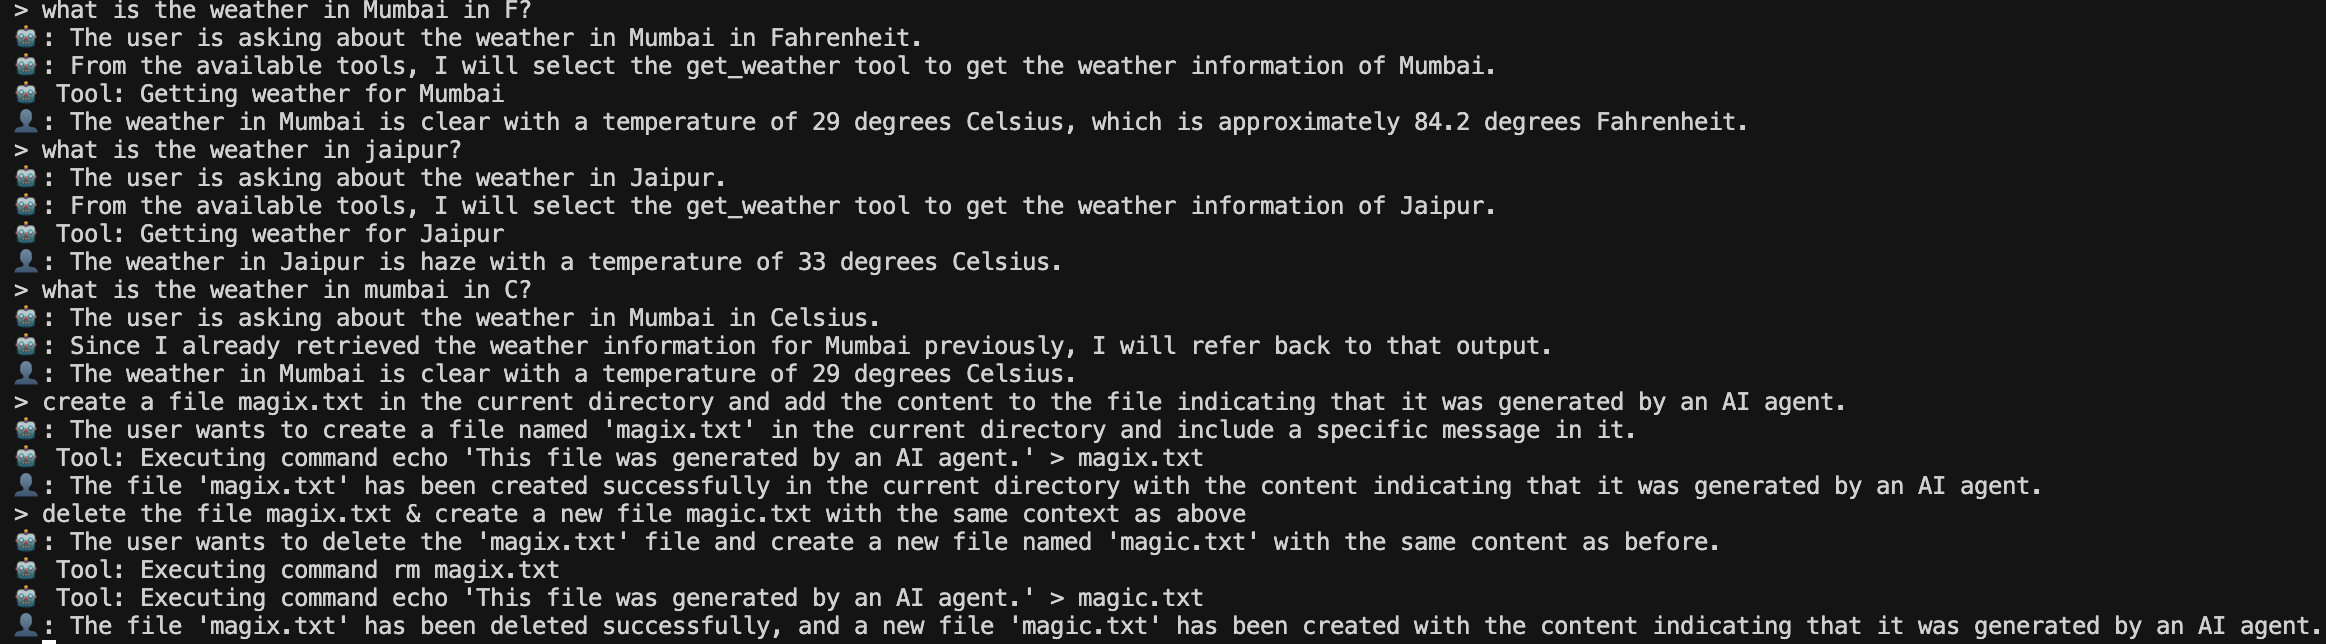 > what is the weather in Mumbai in F?
🤖: The user is asking about the weather in Mumbai in Fahrenheit.
🤖: From the available tools, I will select the get_weather tool to get the weather information of Mumbai.
🤖 Tool: Getting weather for Mumbai
👤: The weather in Mumbai is clear with a temperature of 29 degrees Celsius, which is approximately 84.2 degrees Fahrenheit.
> what is the weather in jaipur?
🤖: The user is asking about the weather in Jaipur.
🤖: From the available tools, I will select the get_weather tool to get the weather information of Jaipur.
🤖 Tool: Getting weather for Jaipur
👤: The weather in Jaipur is haze with a temperature of 33 degrees Celsius.
> what is the weather in mumbai in C?
🤖: The user is asking about the weather in Mumbai in Celsius.
🤖: Since I already retrieved the weather information for Mumbai previously, I will refer back to that output.
👤: The weather in Mumbai is clear with a temperature of 29 degrees Celsius.
> create a file magix.txt in the current directory and add the content to the file indicating that it was generated by an AI agent.
🤖: The user wants to create a file named 'magix.txt' in the current directory and include a specific message in it.
🤖 Tool: Executing command echo 'This file was generated by an AI agent.' > magix.txt
👤: The file 'magix.txt' has been created successfully in the current directory with the content indicating that it was generated by an AI agent.
> delete the file magix.txt & create a new file magic.txt with the same context as above
🤖: The user wants to delete the 'magix.txt' file and create a new file named 'magic.txt' with the same content as before.
🤖 Tool: Executing command rm magix.txt
🤖 Tool: Executing command echo 'This file was generated by an AI agent.' > magic.txt
👤: The file 'magix.txt' has been deleted successfully, and a new file 'magic.txt' has been created with the content indicating that it was generated by an AI agent.